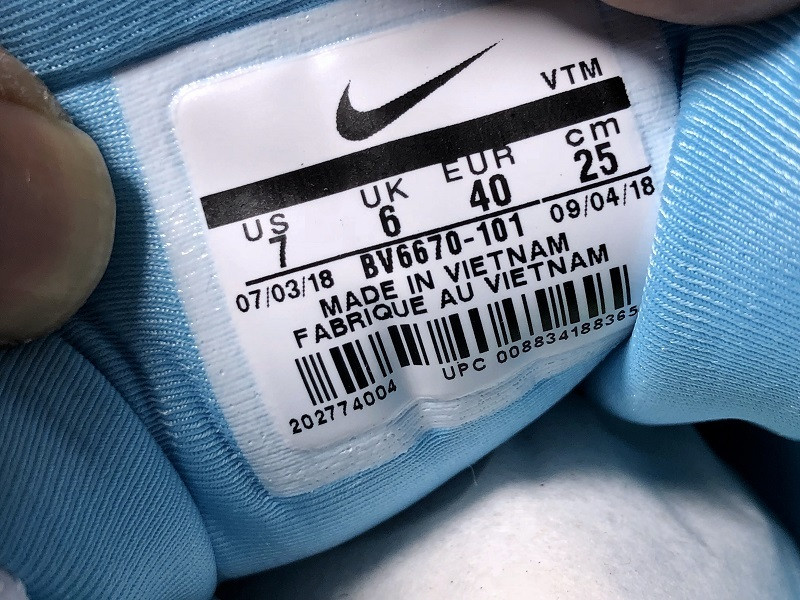 VTM
US UK EUR cm
7 6 40 25
07/03/18 BV6670-101 09/04/18
MADE IN VIETNAM
FABRIQUE AU VIETNAM
202774004 UPC 008834188365